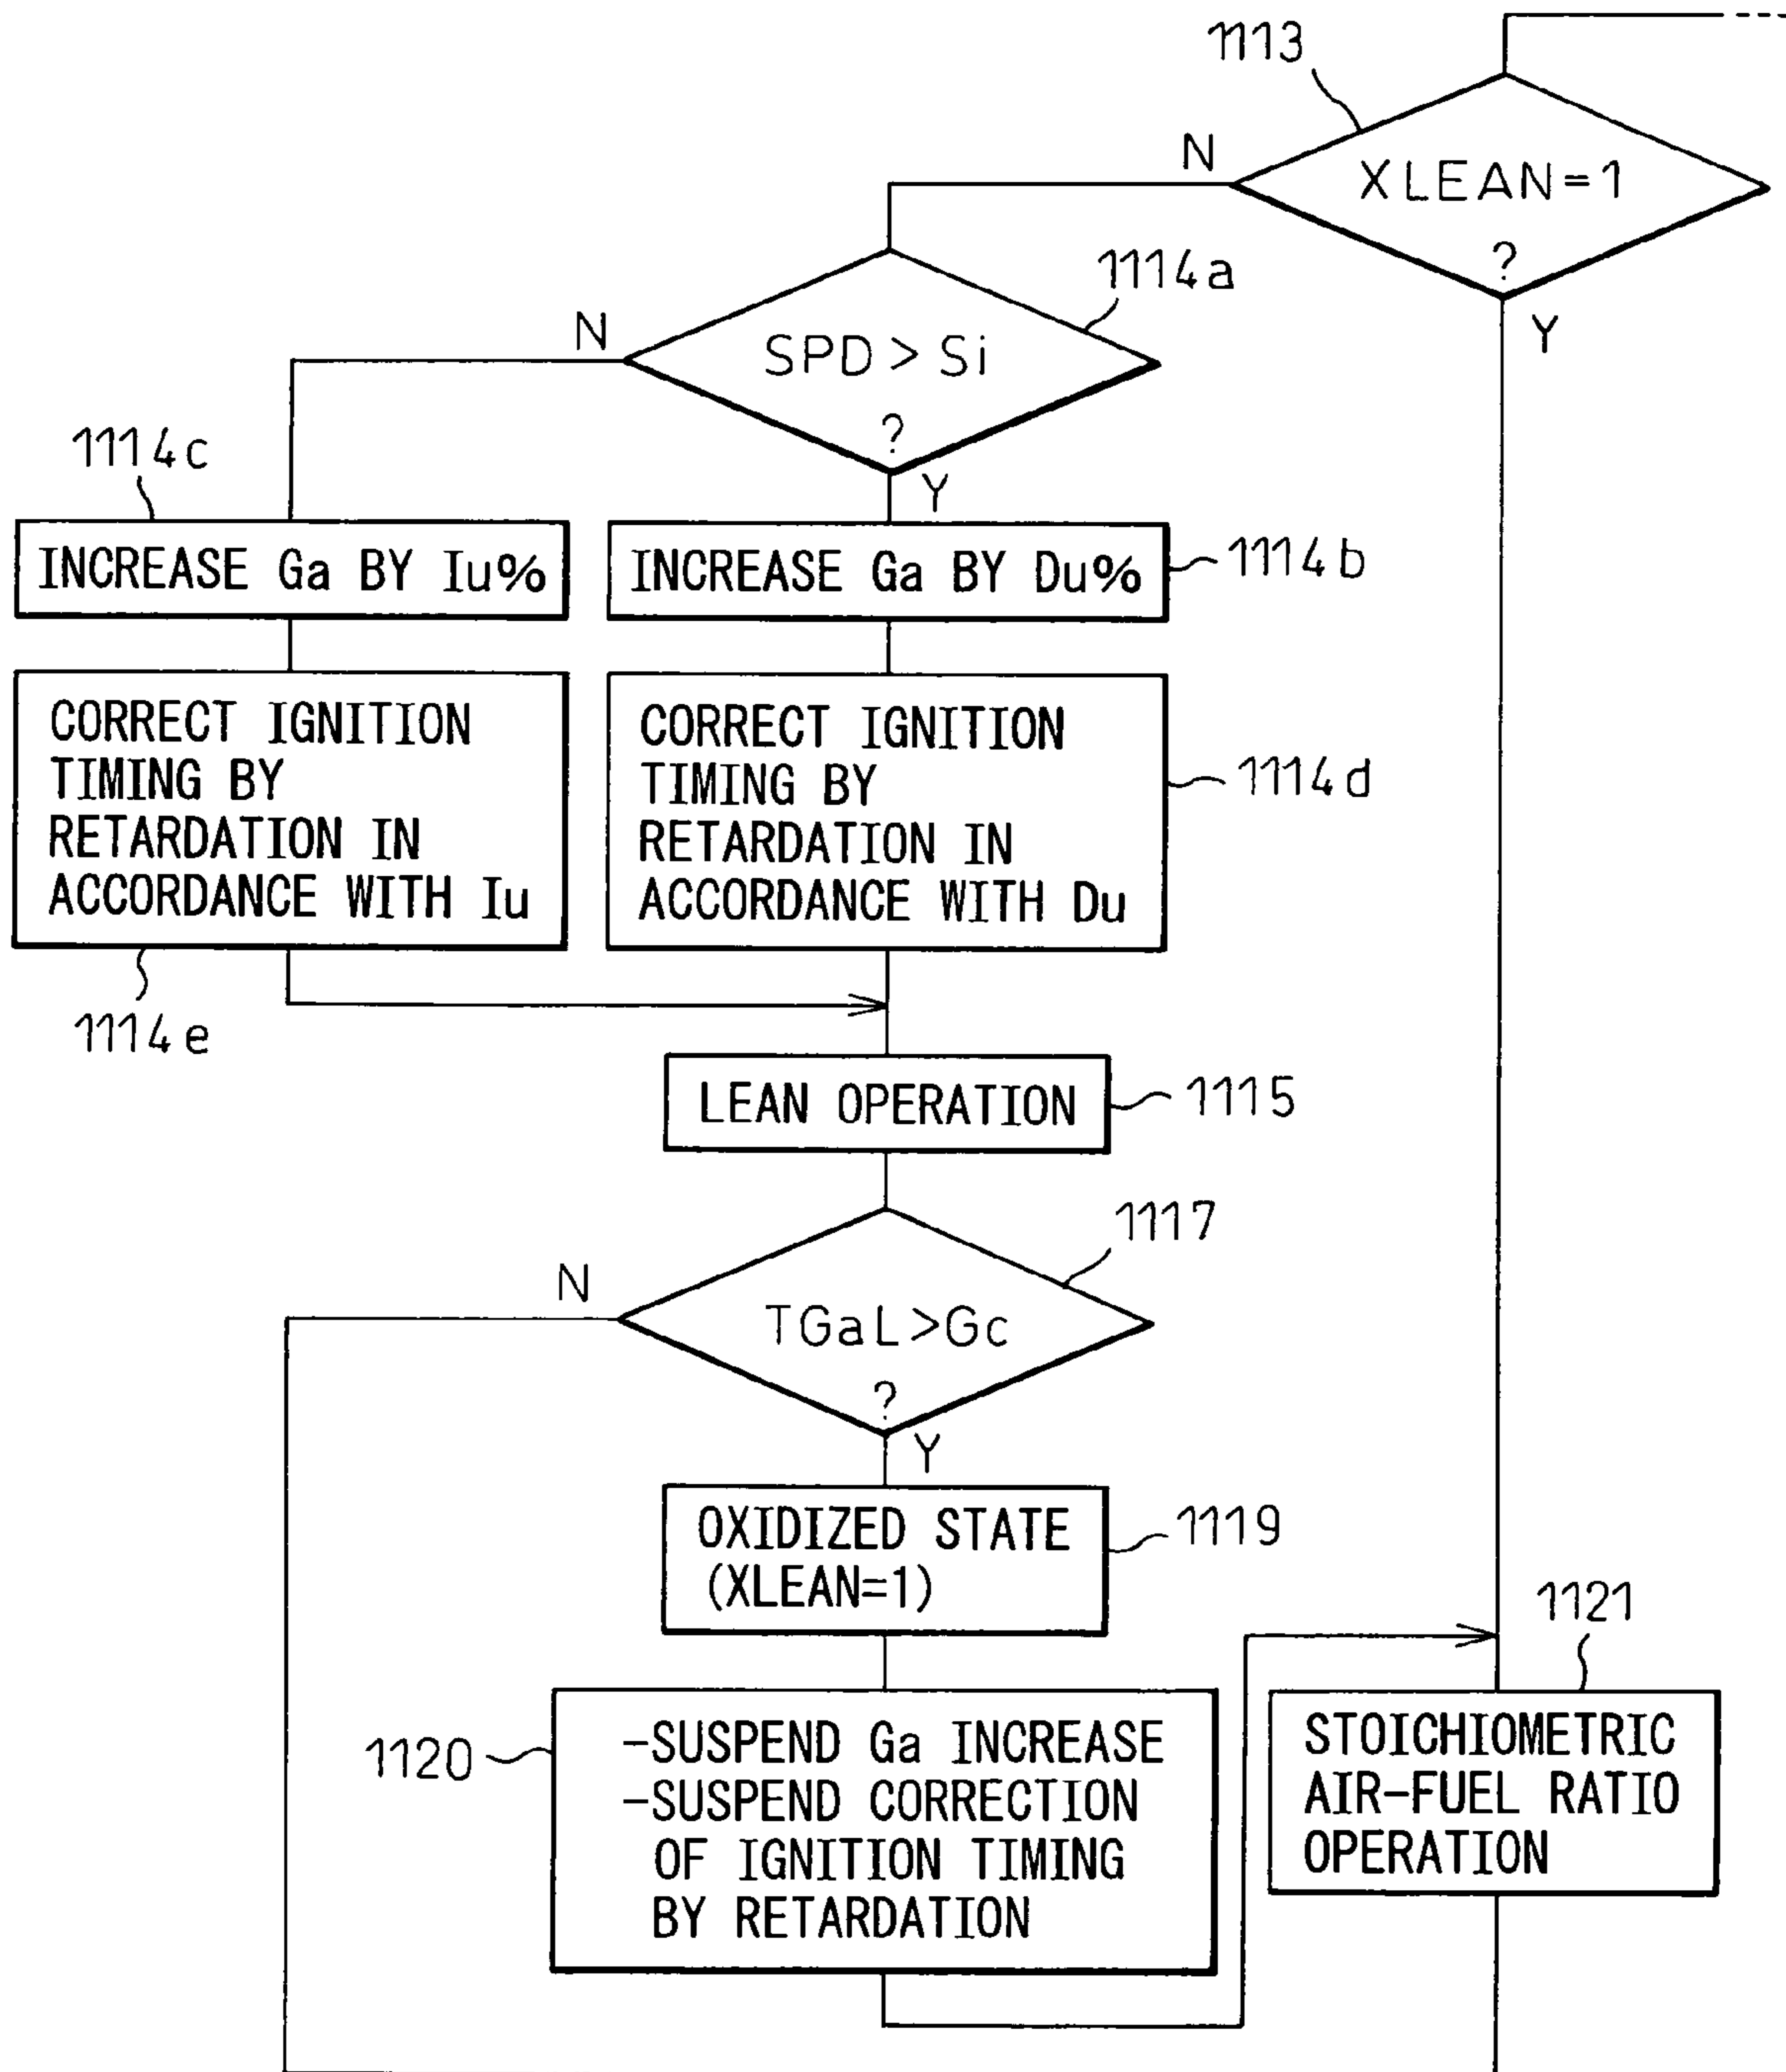 1113
N
XLEAN=1
?
Y
1114a
N
SPD > Si
?
Y
1114c
INCREASE Ga BY Iu%
INCREASE Ga BY Du%
1114b
CORRECT IGNITION
TIMING BY
RETARDATION IN
ACCORDANCE WITH Iu
1114e
CORRECT IGNITION
TIMING BY
RETARDATION IN
ACCORDANCE WITH Du
1114d
LEAN OPERATION
1115
1117
N
TGaL>Gc
?
Y
OXIDIZED STATE
(XLEAN=1)
1119
1120
-SUSPEND Ga INCREASE
-SUSPEND CORRECTION
OF IGNITION TIMING
BY RETARDATION
1121
STOICHIOMETRIC
AIR-FUEL RATIO
OPERATION